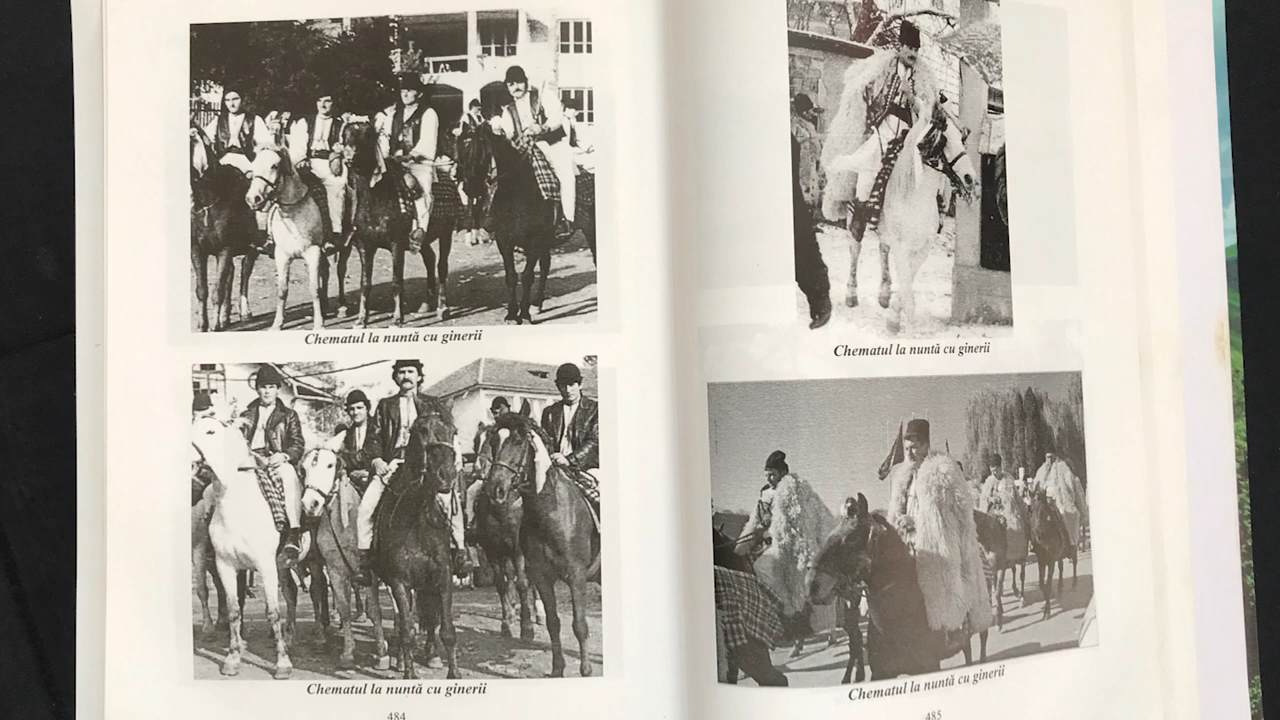 Chematul la nuntă cu ginerii
Chematul la nuntă cu ginerii
484
Chematul la nuntă cu ginerii
Chematul la nuntă cu ginerii
485